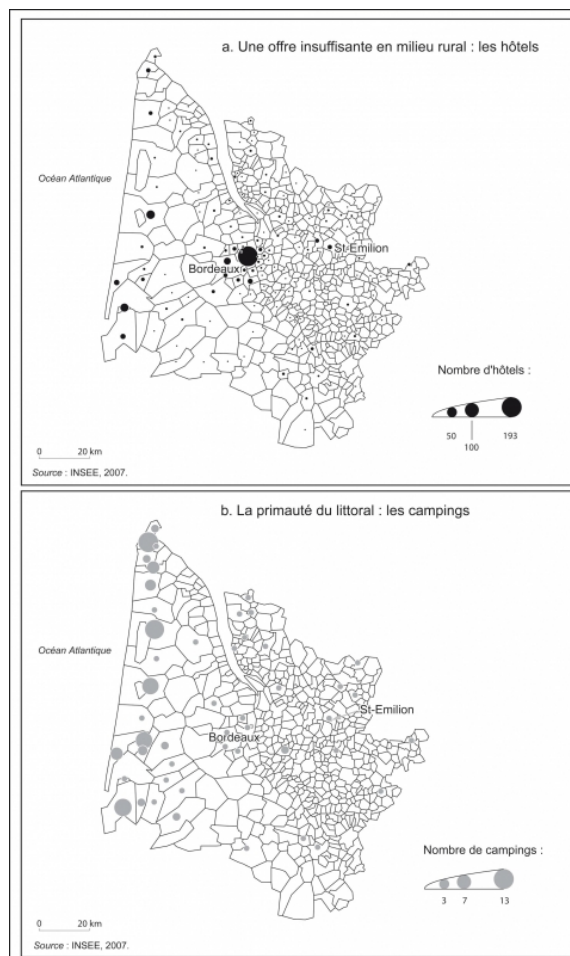 a. Une offre insuffisante en milieu rural : les hôtels
Océan Atlantique
St-Emilion
Bordeaux
Nombre d'hôtels :
50
193
100
0
20 km
Source : INSEE, 2007.
b. La primauté du littoral : les campings
Océan Atlantique
St-Emilion
Bordeaux
Nombre de campings :
3
7
13
0
20 km
Source : INSEE, 2007.